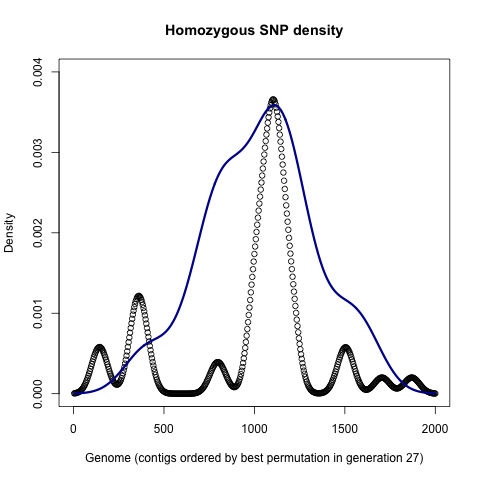 Homozygous SNP density
Density
0.004
0.003
0.002
0.001
0.000
0 500 1000 1500 2000
Genome (contigs ordered by best permutation in generation 27)